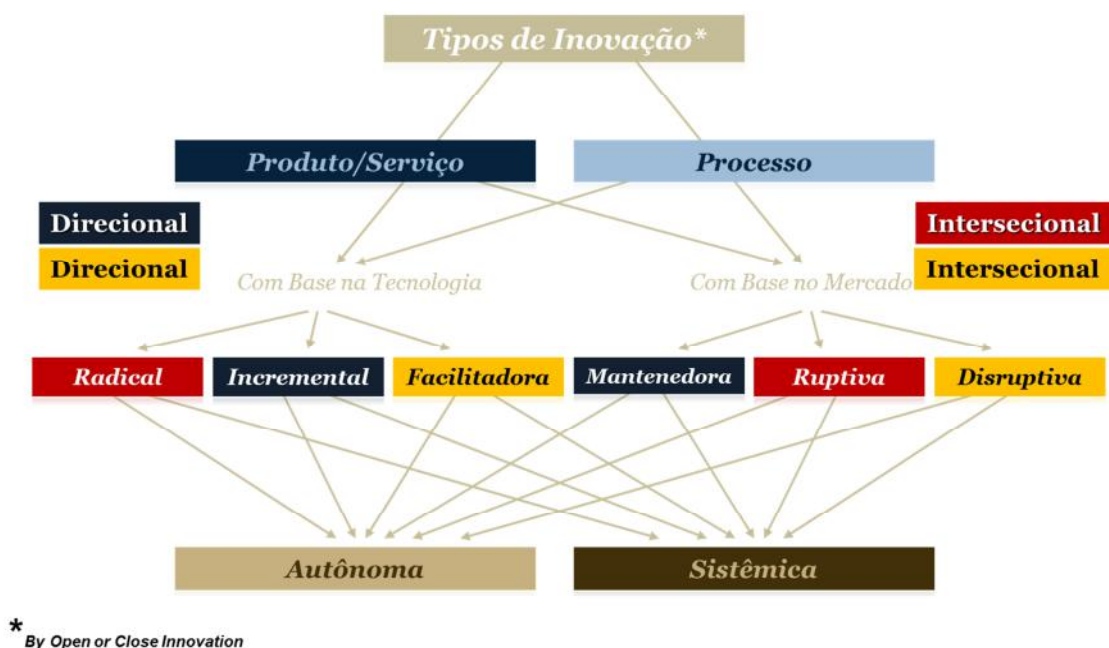 Tipos de Inovação*
Produto/Serviço
Processo
Direcional
Intersecional
Direcional
Intersecional
Com Base na Tecnologia
Com Base no Mercado
Radical
Incremental
Facilitadora
Mantenedora
Ruptiva
Disruptiva
Autônoma
Sistêmica
* By Open or Close Innovation